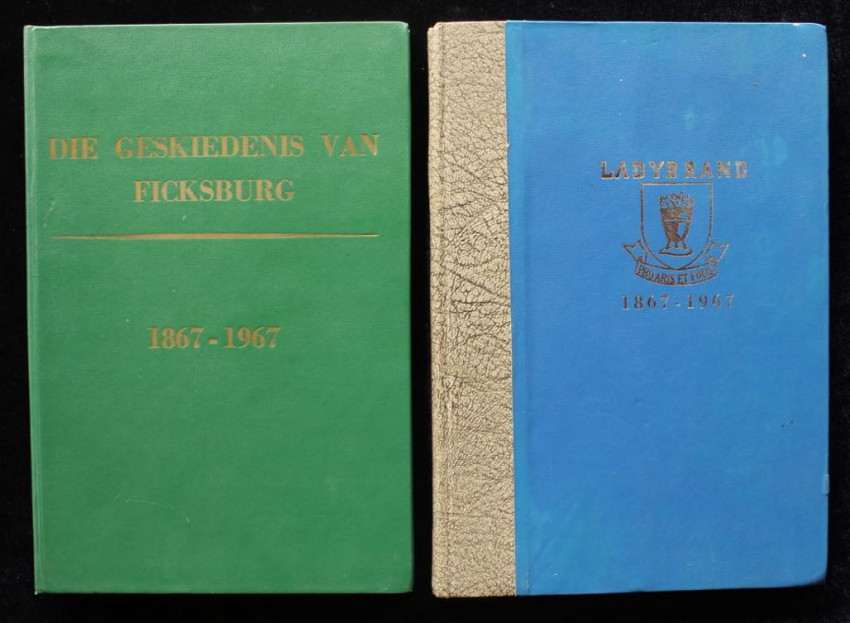 DIE GESKIEDENIS VAN
FICKSBURG
1867-1967
LADYBRAND
PRO ARIS ET FOCIS
1867-1967